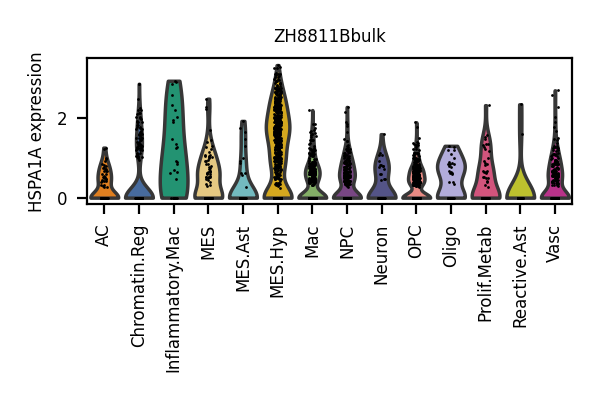 ZH8811Bbulk
HSPA1A expression
2
0
AC
Chromatin.Reg
Inflammatory.Mac
MES
MES.Ast
MES.Hyp
Mac
NPC
Neuron
OPC
Oligo
Prolif.Metab
Reactive.Ast
Vasc